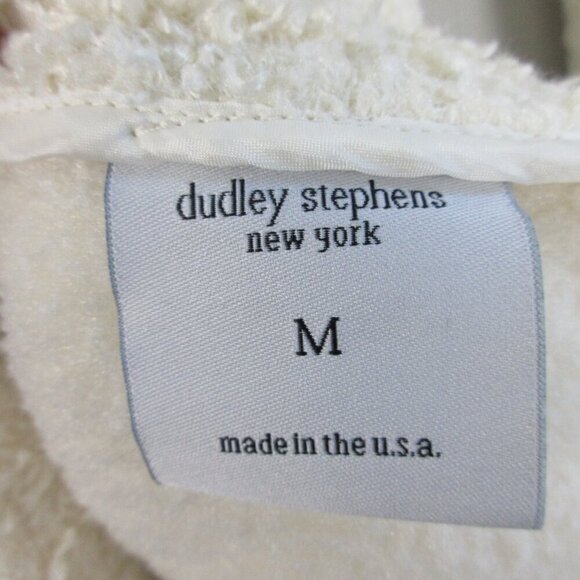 dudley stephens
new york
M
made in the u.s.a.